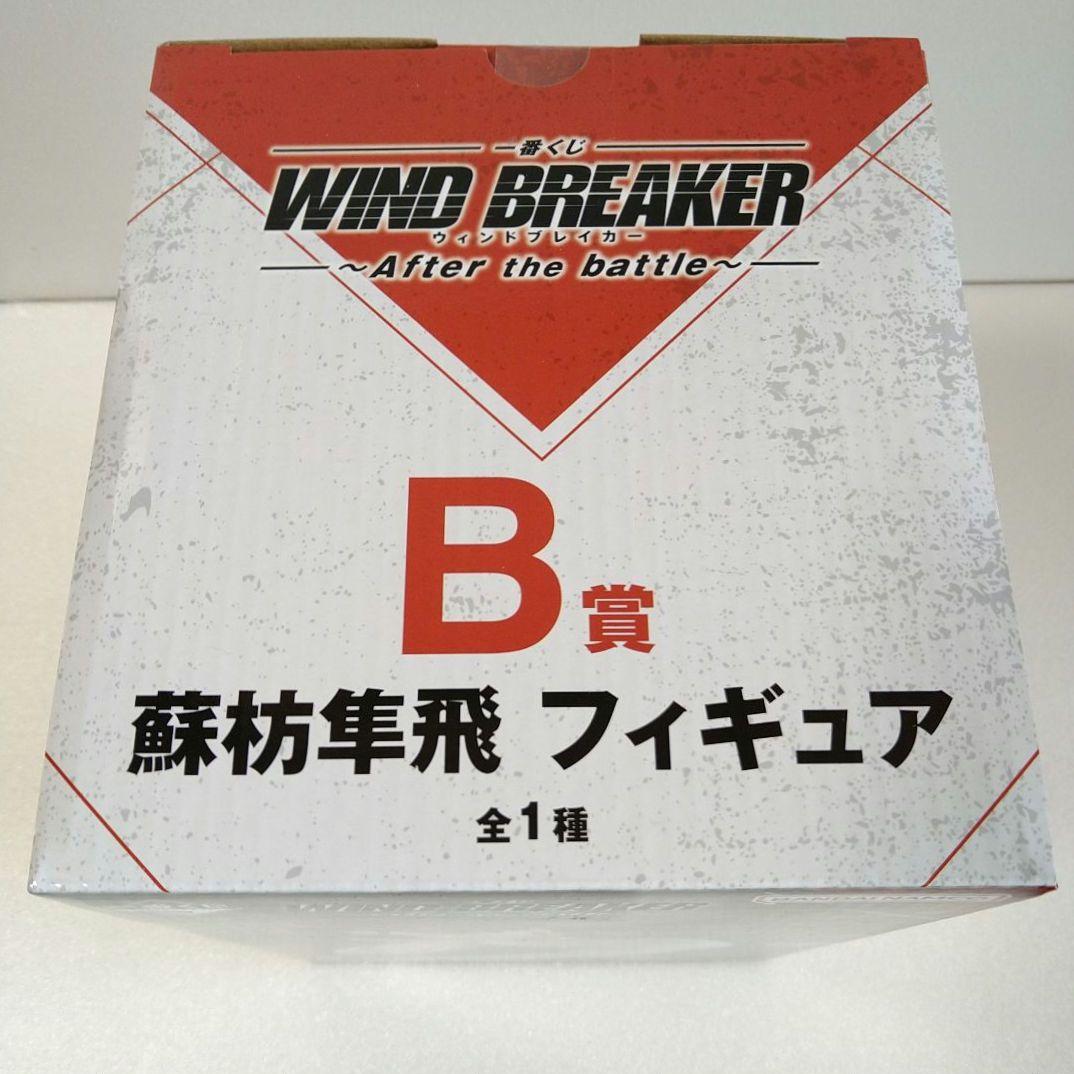 一番くじ
WIND BREAKER
ウィンドブレイカー
～After the battle～
B賞
蘇枋隼飛 フィギュア
全1種